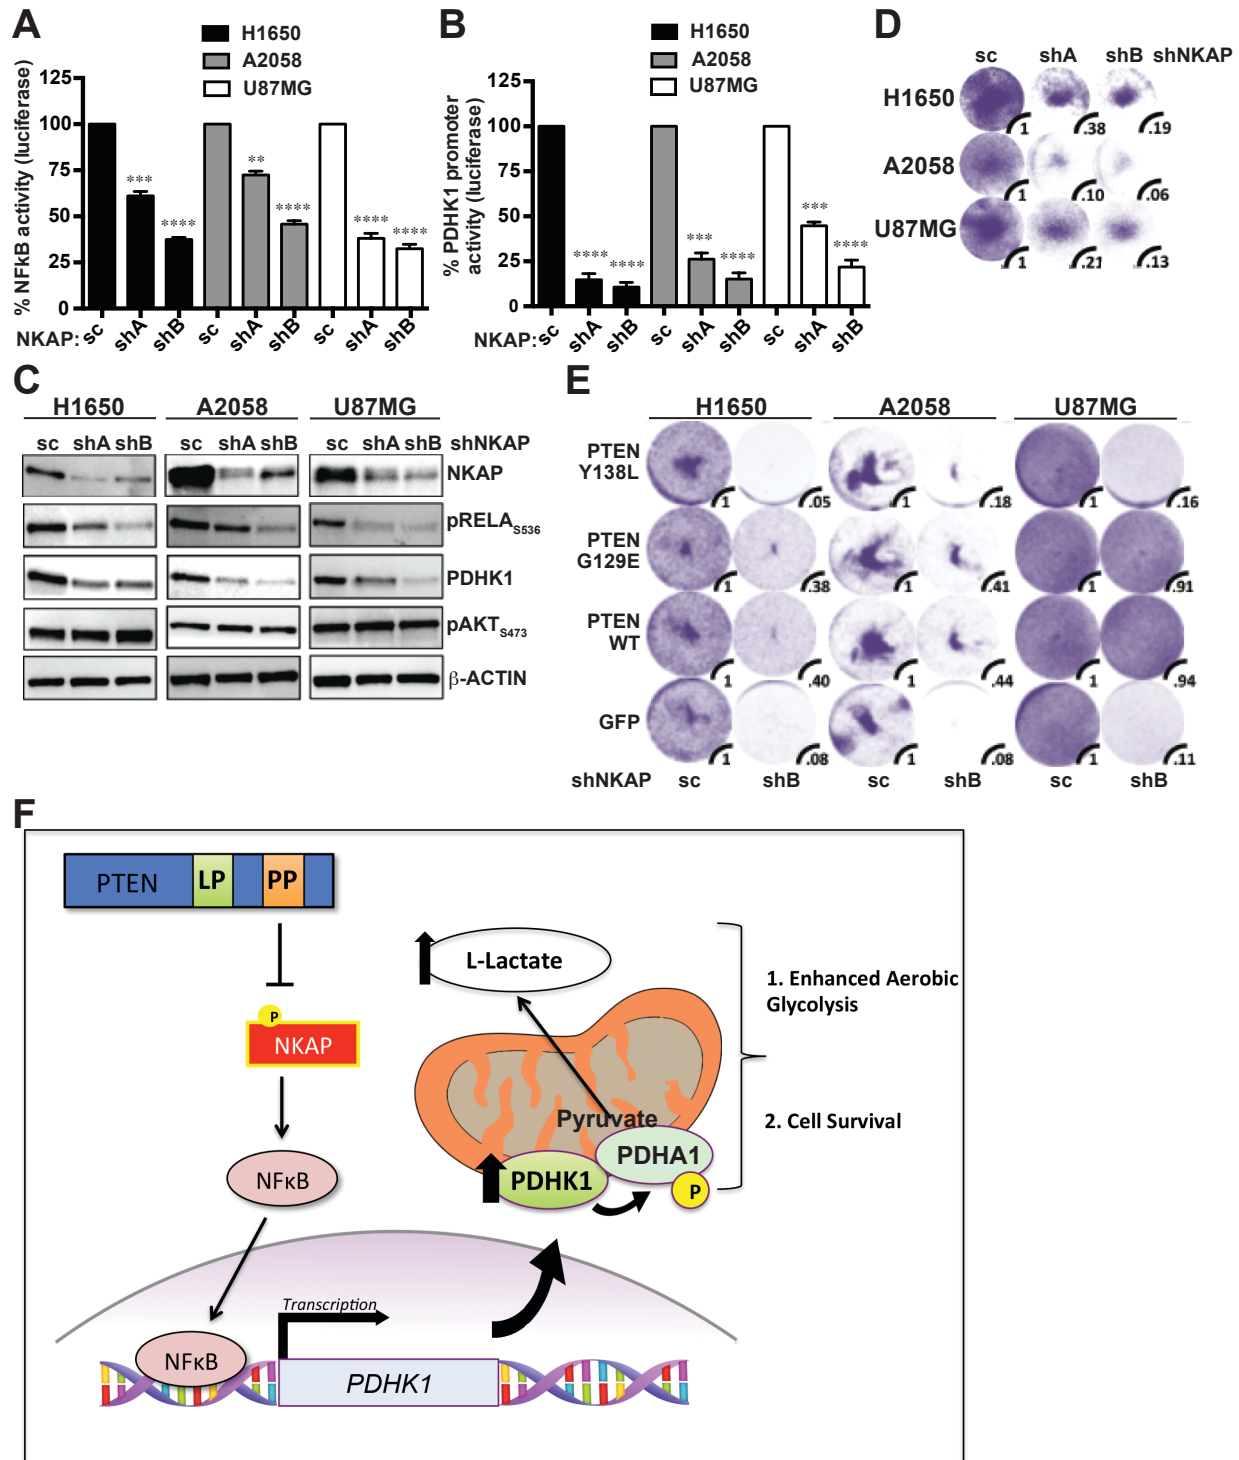 A
H1650
A2058
U87MG
% NFkB activity (luciferase)
125
100
75
50
25
0
*** **** ** **** **** ****
NKAP: sc shA shB sc shA shB sc shA shB
B
H1650
A2058
U87MG
% PDHK1 promoter
activity (luciferase)
125
100
75
50
25
0
**** **** *** **** *** ****
NKAP: sc shA shB sc shA shB sc shA shB
D
sc shA shB shNKAP
H1650
1 .38 .19
A2058
1 .10 .06
U87MG
1 .21 .13
C
H1650 A2058 U87MG
sc shA shB sc shA shB sc shA shB shNKAP
NKAP
pRELA S536
PDHK1
pAKT S473
β-ACTIN
E
H1650 A2058 U87MG
PTEN
Y138L
1 .05 1 .18 1 .16
PTEN
G129E
1 .38 1 .41 1 .91
PTEN
WT
1 .40 1 .44 1 .94
GFP
1 .08 1 .08 1 .11
shNKAP sc shB sc shB sc shB
F
PTEN LP PP
P
NKAP
NFκB
NFκB
Transcription
PDHK1
L-Lactate
Pyruvate
PDHA1
PDHK1
P
1. Enhanced Aerobic
Glycolysis
2. Cell Survival